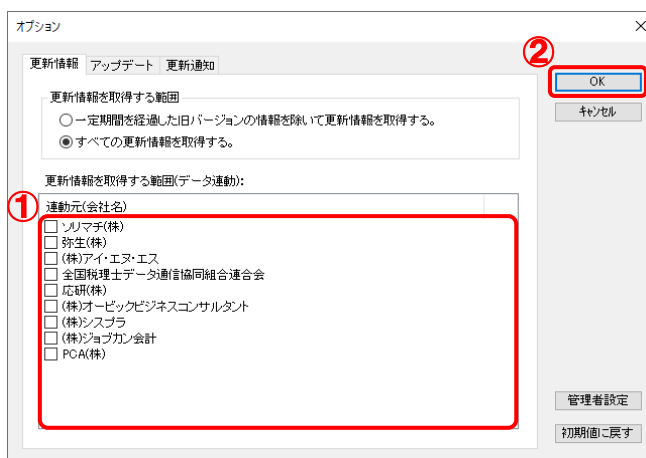 オプション
②
更新情報 アップデート 更新通知
OK
更新情報を取得する範囲
キャンセル
一定期間を経過した旧バージョンの情報を除いて更新情報を取得する。
すべての更新情報を取得する。
更新情報を取得する範囲(データ連動):
①
連動元(会社名)
ソリマチ(株)
弥生(株)
(株)アイ・エヌ・エス
全国税理士データ通信協同組合連合会
応研(株)
(株)オービックビジネスコンサルタント
(株)シスプラ
(株)ジョブカン会計
PCA(株)
管理者設定
初期値に戻す